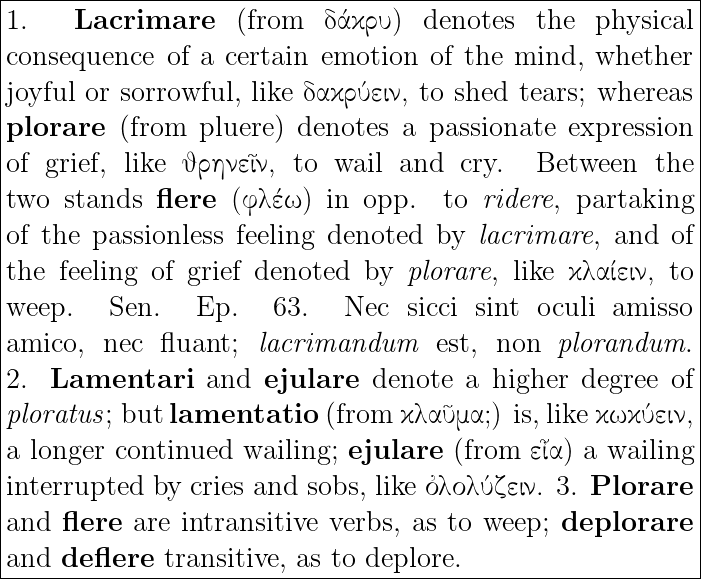 1. Lacrimare (from δάκρυ) denotes the physical
consequence of a certain emotion of the mind, whether
joyful or sorrowful, like δακρύειν, to shed tears; whereas
plorare (from pluere) denotes a passionate expression
of grief, like ϑρηνεῖν, to wail and cry. Between the
two stands flere (φλέω) in opp. to ridere, partaking
of the passionless feeling denoted by lacrimare, and of
the feeling of grief denoted by plorare, like κλαίειν, to
weep. Sen. Ep. 63. Nec sicci sint oculi amisso
amico, nec fluant; lacrimandum est, non plorandum.
2. Lamentari and ejulare denote a higher degree of
ploratus; but lamentatio (from κλαῦμα;) is, like κωκύειν,
a longer continued wailing; ejulare (from εἶα) a wailing
interrupted by cries and sobs, like ὀλολύζειν. 3. Plorare
and flere are intransitive verbs, as to weep; deplorare
and deflere transitive, as to deplore.